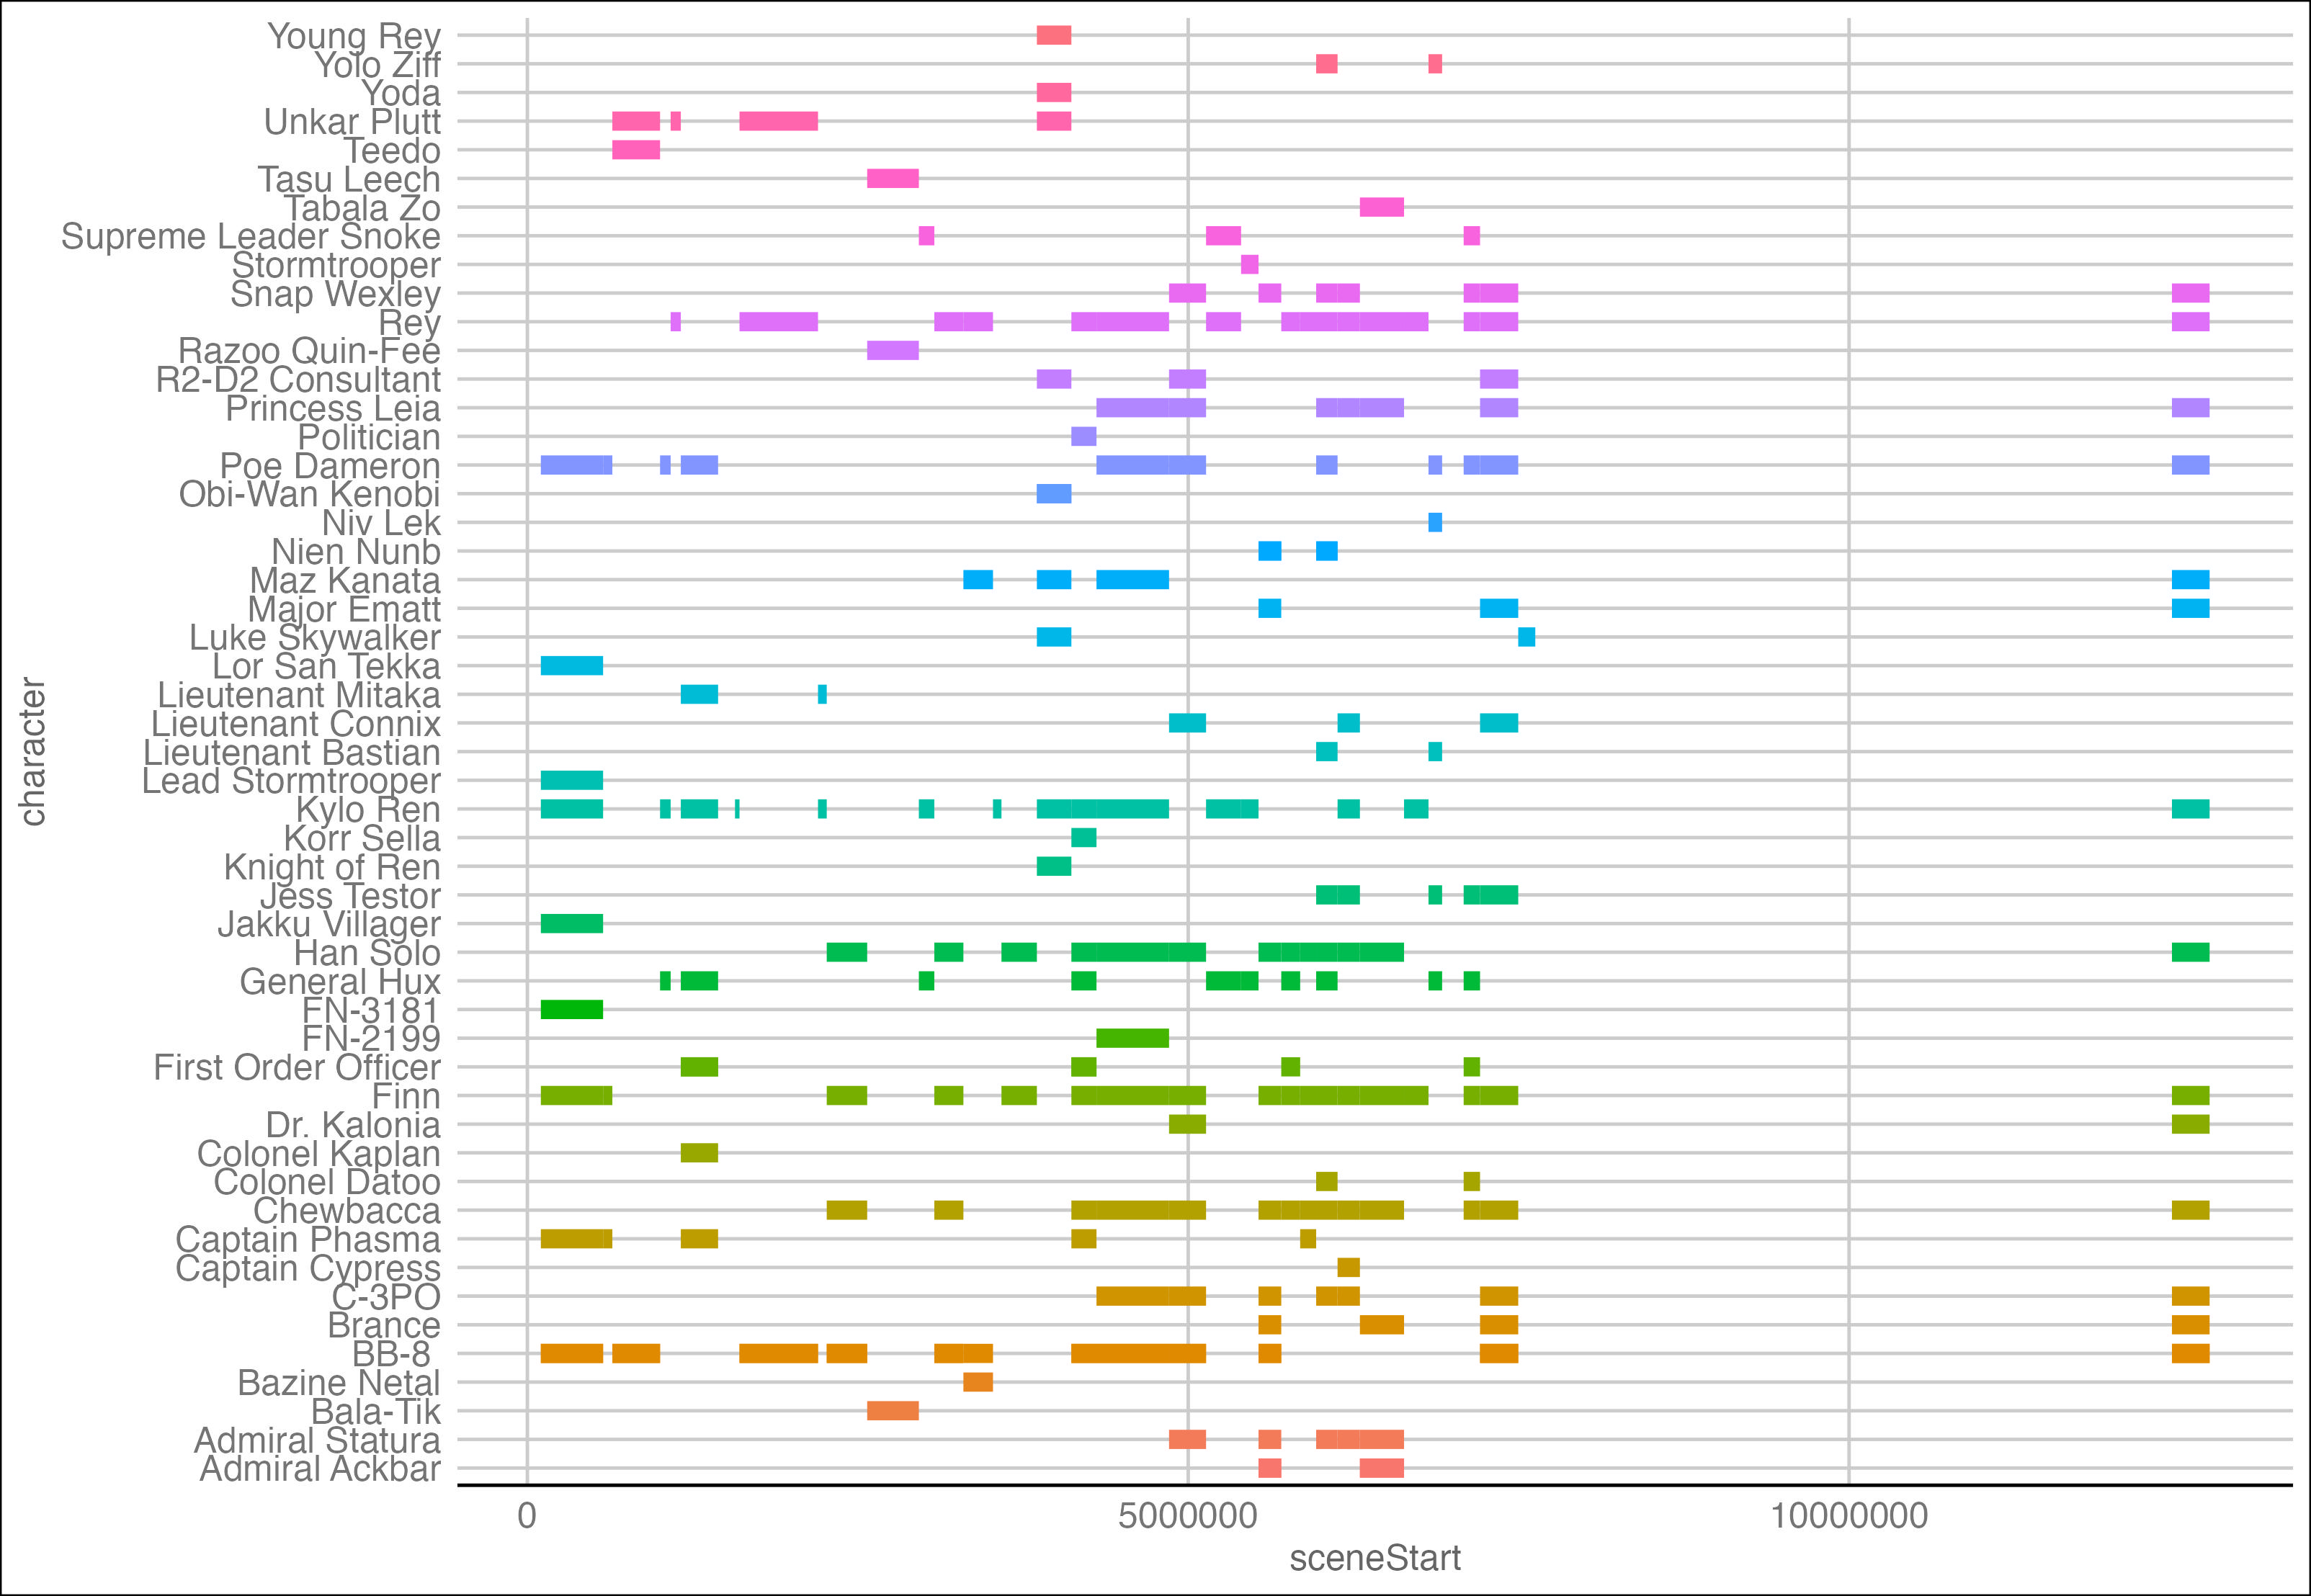 Young Rey
Yolo Ziff
Yoda
Unkar Plutt
Teedo
Tasu Leech
Tabala Zo
Supreme Leader Snoke
Stormtrooper
Snap Wexley
Rey
Razoo Quin-Fee
R2-D2 Consultant
Princess Leia
Politician
Poe Dameron
Obi-Wan Kenobi
Niv Lek
Nien Nunb
Maz Kanata
Major Ematt
Luke Skywalker
Lor San Tekka
Lieutenant Mitaka
Lieutenant Connix
Lieutenant Bastian
Lead Stormtrooper
Kylo Ren
Korr Sella
Knight of Ren
Jess Testor
Jakku Villager
Han Solo
General Hux
FN-3181
FN-2199
First Order Officer
Finn
Dr. Kalonia
Colonel Kaplan
Colonel Datoo
Chewbacca
Captain Phasma
Captain Cypress
C-3PO
Brance
BB-8
Bazine Netal
Bala-Tik
Admiral Statura
Admiral Ackbar
character
0 5000000 10000000
sceneStart